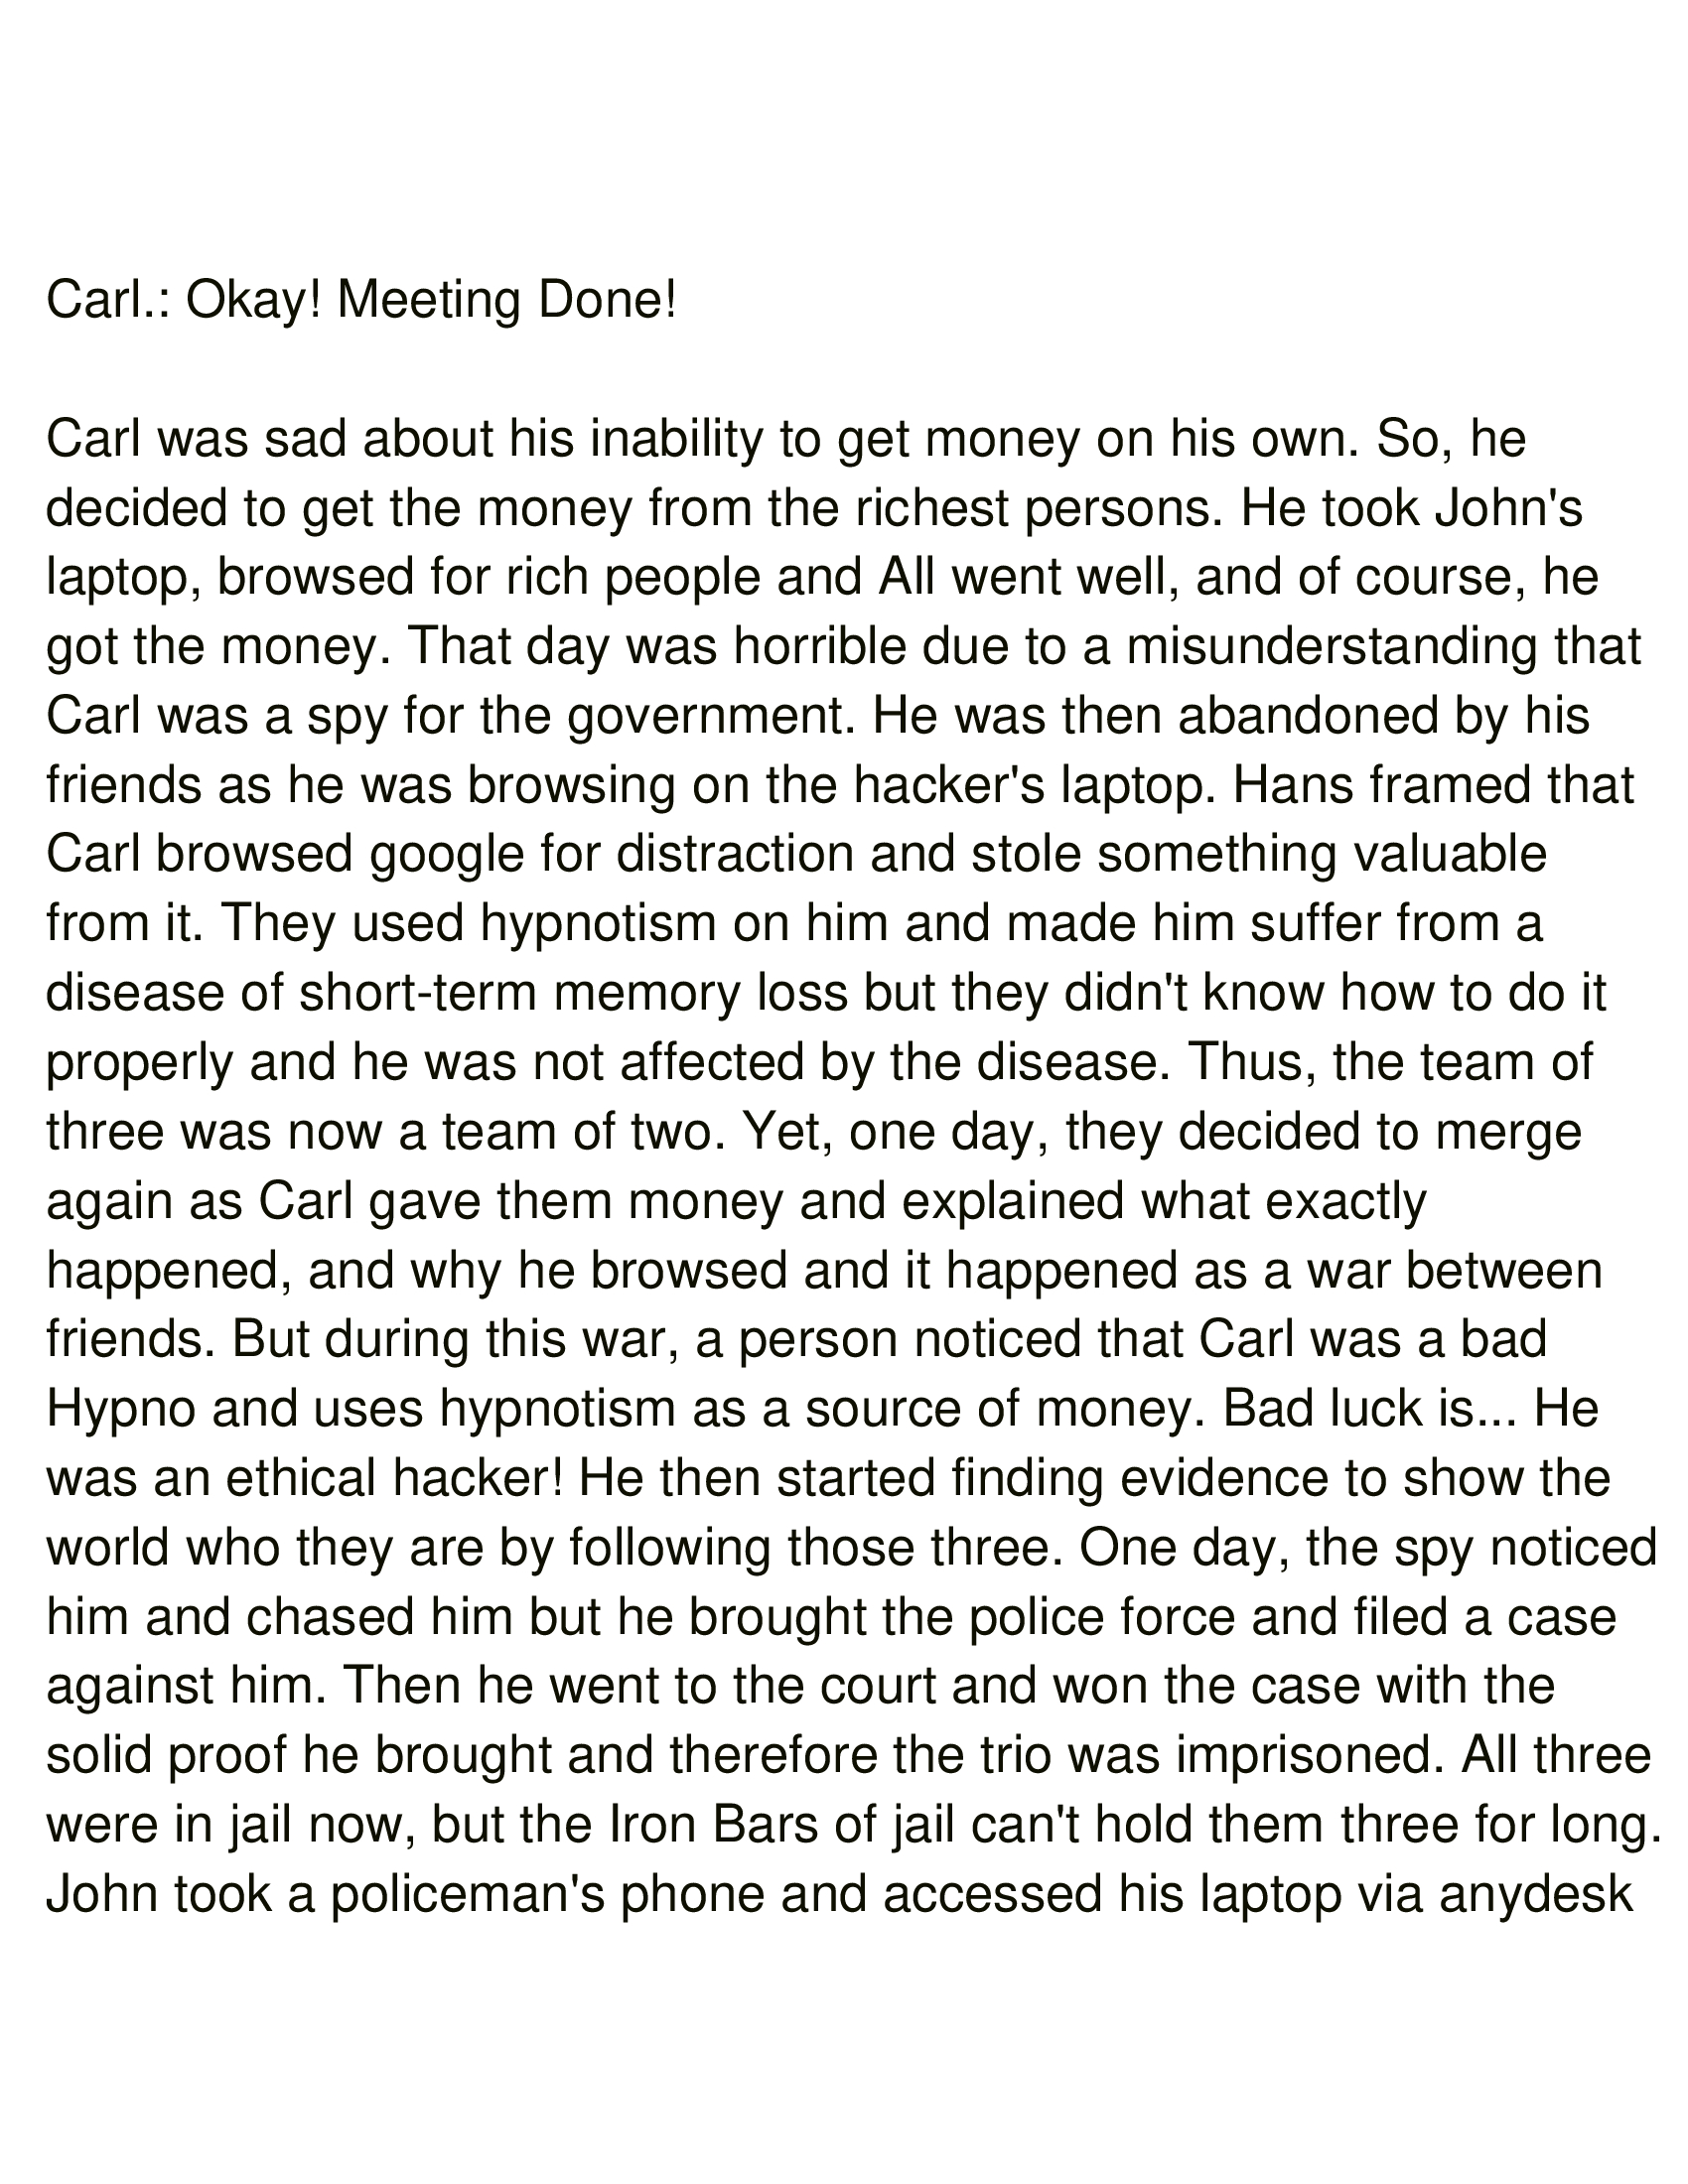 Carl.: Okay! Meeting Done!
Carl was sad about his inability to get money on his own. So, he
decided to get the money from the richest persons. He took John's
laptop, browsed for rich people and All went well, and of course, he
got the money. That day was horrible due to a misunderstanding that
Carl was a spy for the government. He was then abandoned by his
friends as he was browsing on the hacker's laptop. Hans framed that
Carl browsed google for distraction and stole something valuable
from it. They used hypnotism on him and made him suffer from a
disease of short-term memory loss but they didn't know how to do it
properly and he was not affected by the disease. Thus, the team of
three was now a team of two. Yet, one day, they decided to merge
again as Carl gave them money and explained what exactly
happened, and why he browsed and it happened as a war between
friends. But during this war, a person noticed that Carl was a bad
Hypno and uses hypnotism as a source of money. Bad luck is... He
was an ethical hacker! He then started finding evidence to show the
world who they are by following those three. One day, the spy noticed
him and chased him but he brought the police force and filed a case
against him. Then he went to the court and won the case with the
solid proof he brought and therefore the trio was imprisoned. All three
were in jail now, but the Iron Bars of jail can't hold them three for long.
John took a policeman's phone and accessed his laptop via anydesk